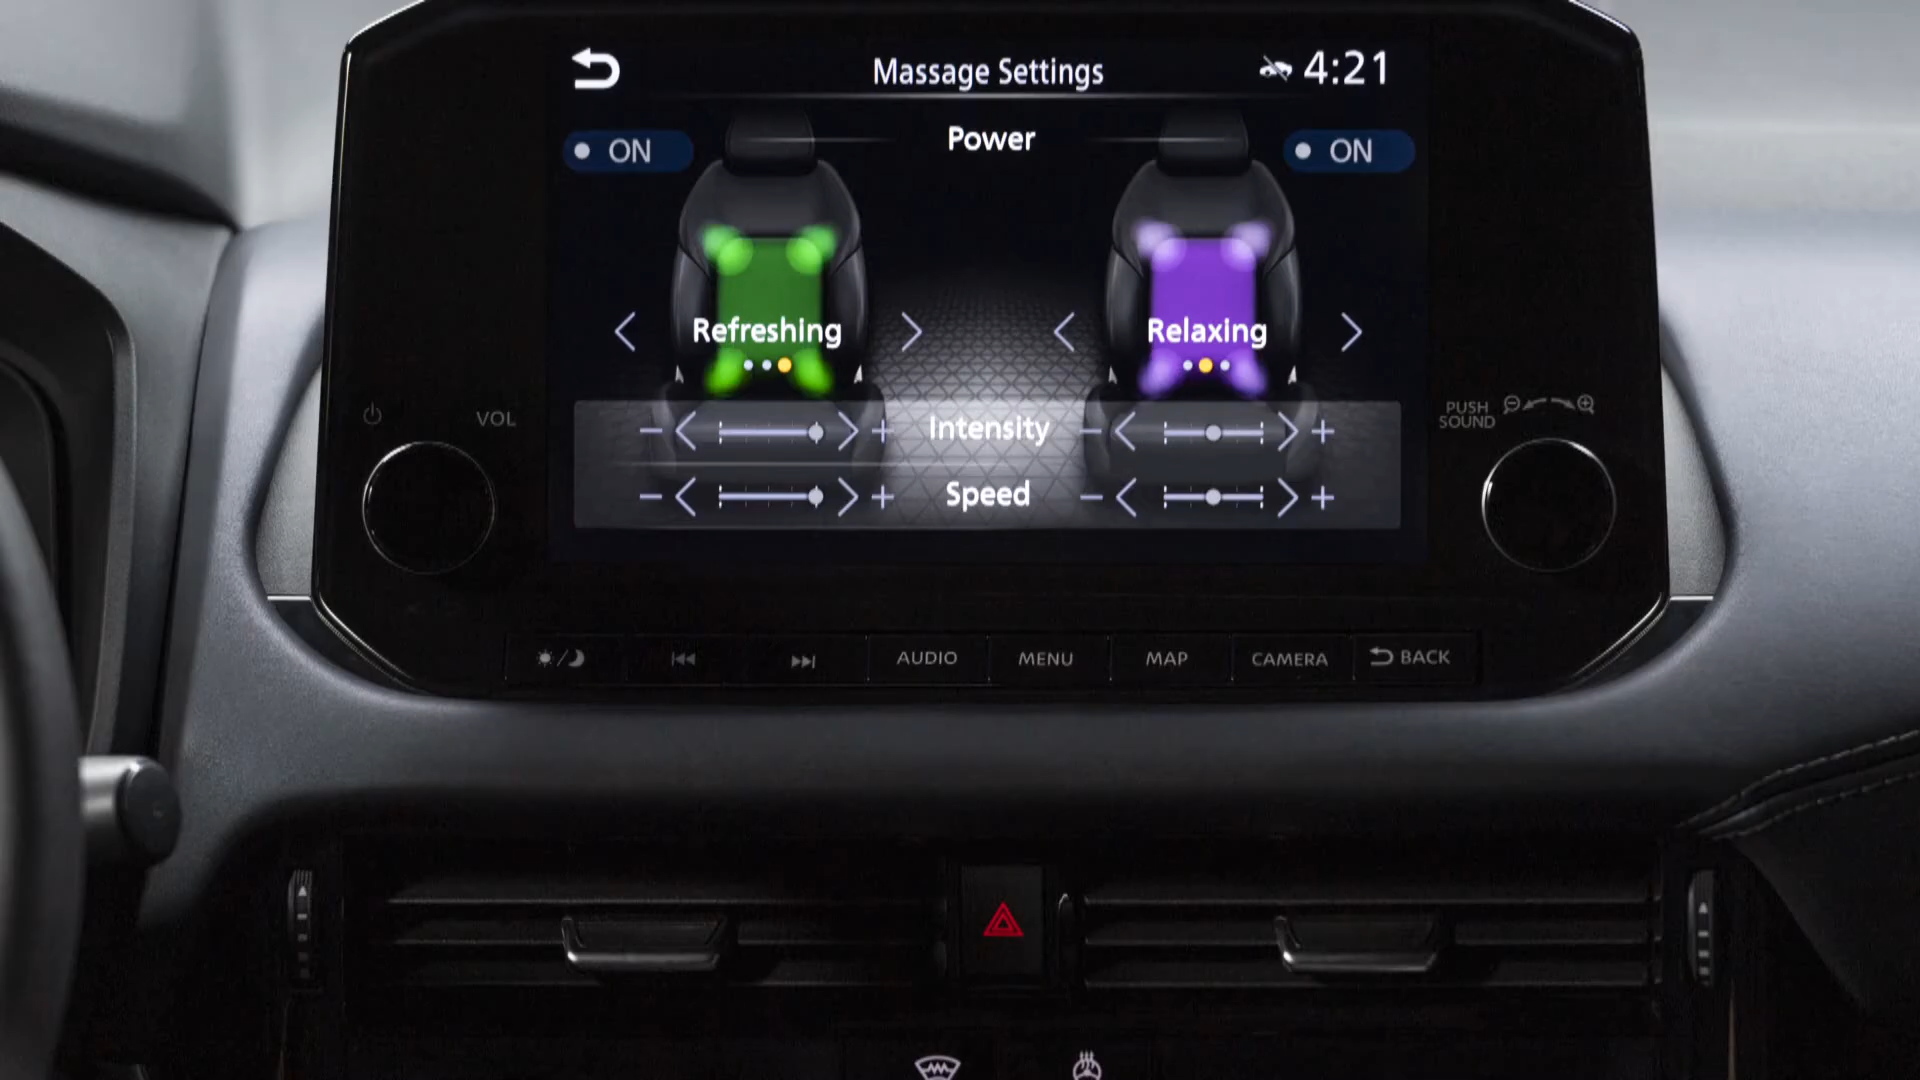 Massage Settings
4:21
ON
Power
ON
Refreshing
Relaxing
Intensity
Speed
VOL
PUSH
SOUND
AUDIO
MENU
MAP
CAMERA
BACK